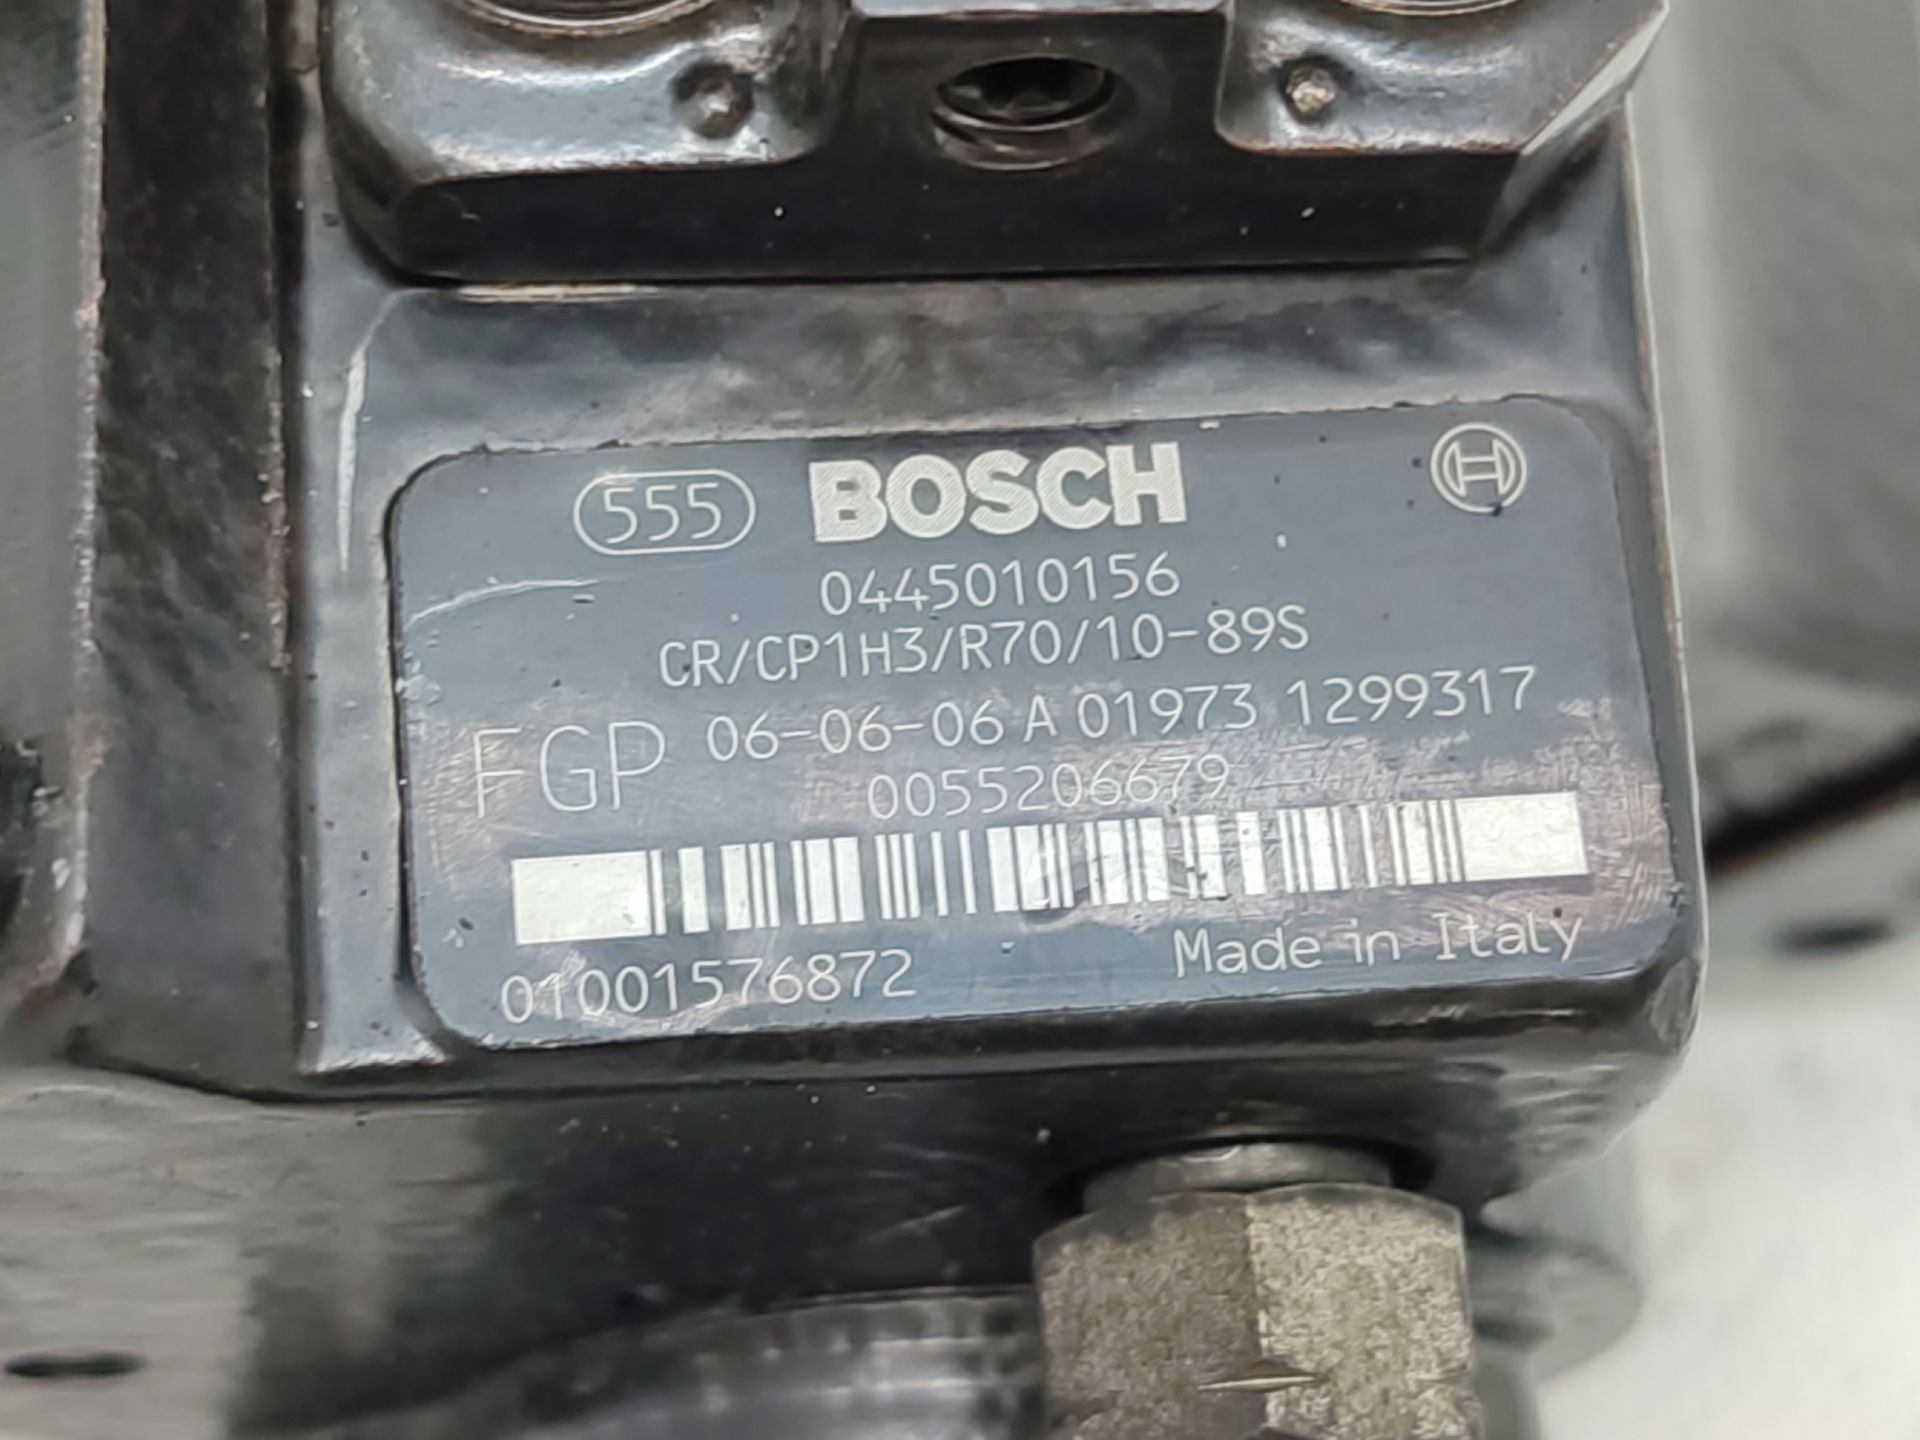 555 BOSCH
0445010156
CR/CP1H3/R70/10-89S
FGP 06-06-06 A 01973 1299317
0055206679
01001576872 Made in Italy